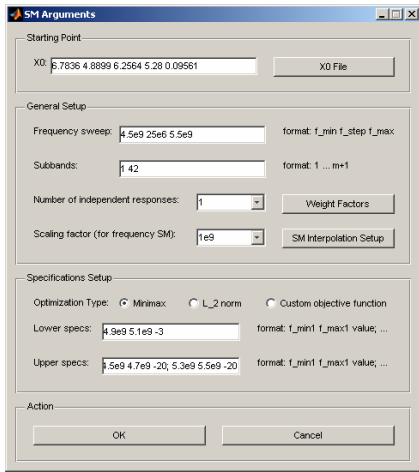 SM Arguments
Starting Point
X0: 6.7836 4.8899 6.2564 5.28 0.09561 X0 File
General Setup
Frequency sweep: 4.5e9 25e6 5.5e9 format: f_min f_step f_max
Subbands: 1 42 format: 1 ... m+1
Number of independent responses: 1 Weight Factors
Scaling factor (for frequency SM): 1e9 SM Interpolation Setup
Specifications Setup
Optimization Type: Minimax L_2 norm Custom objective function
Lower specs: 4.9e9 5.1e9 -3 format: f_min1 f_max1 value; ...
Upper specs: 4.5e9 4.7e9 -20; 5.3e9 5.5e9 -20 format: f_min1 f_max1 value; ...
Action
OK Cancel